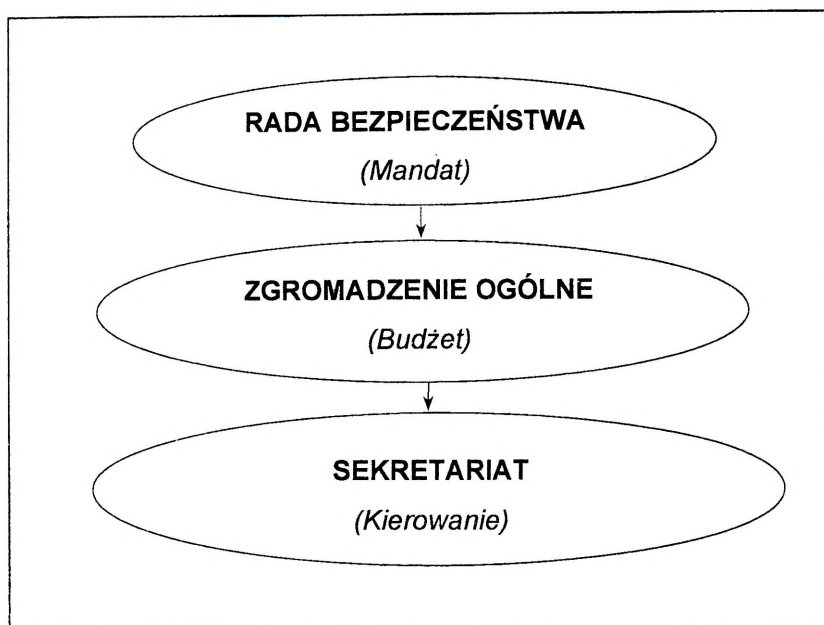 RADA BEZPIECZEŃSTWA
(Mandat)
ZGROMADZENIE OGÓLNE
(Budżet)
SEKRETARIAT
(Kierowanie)